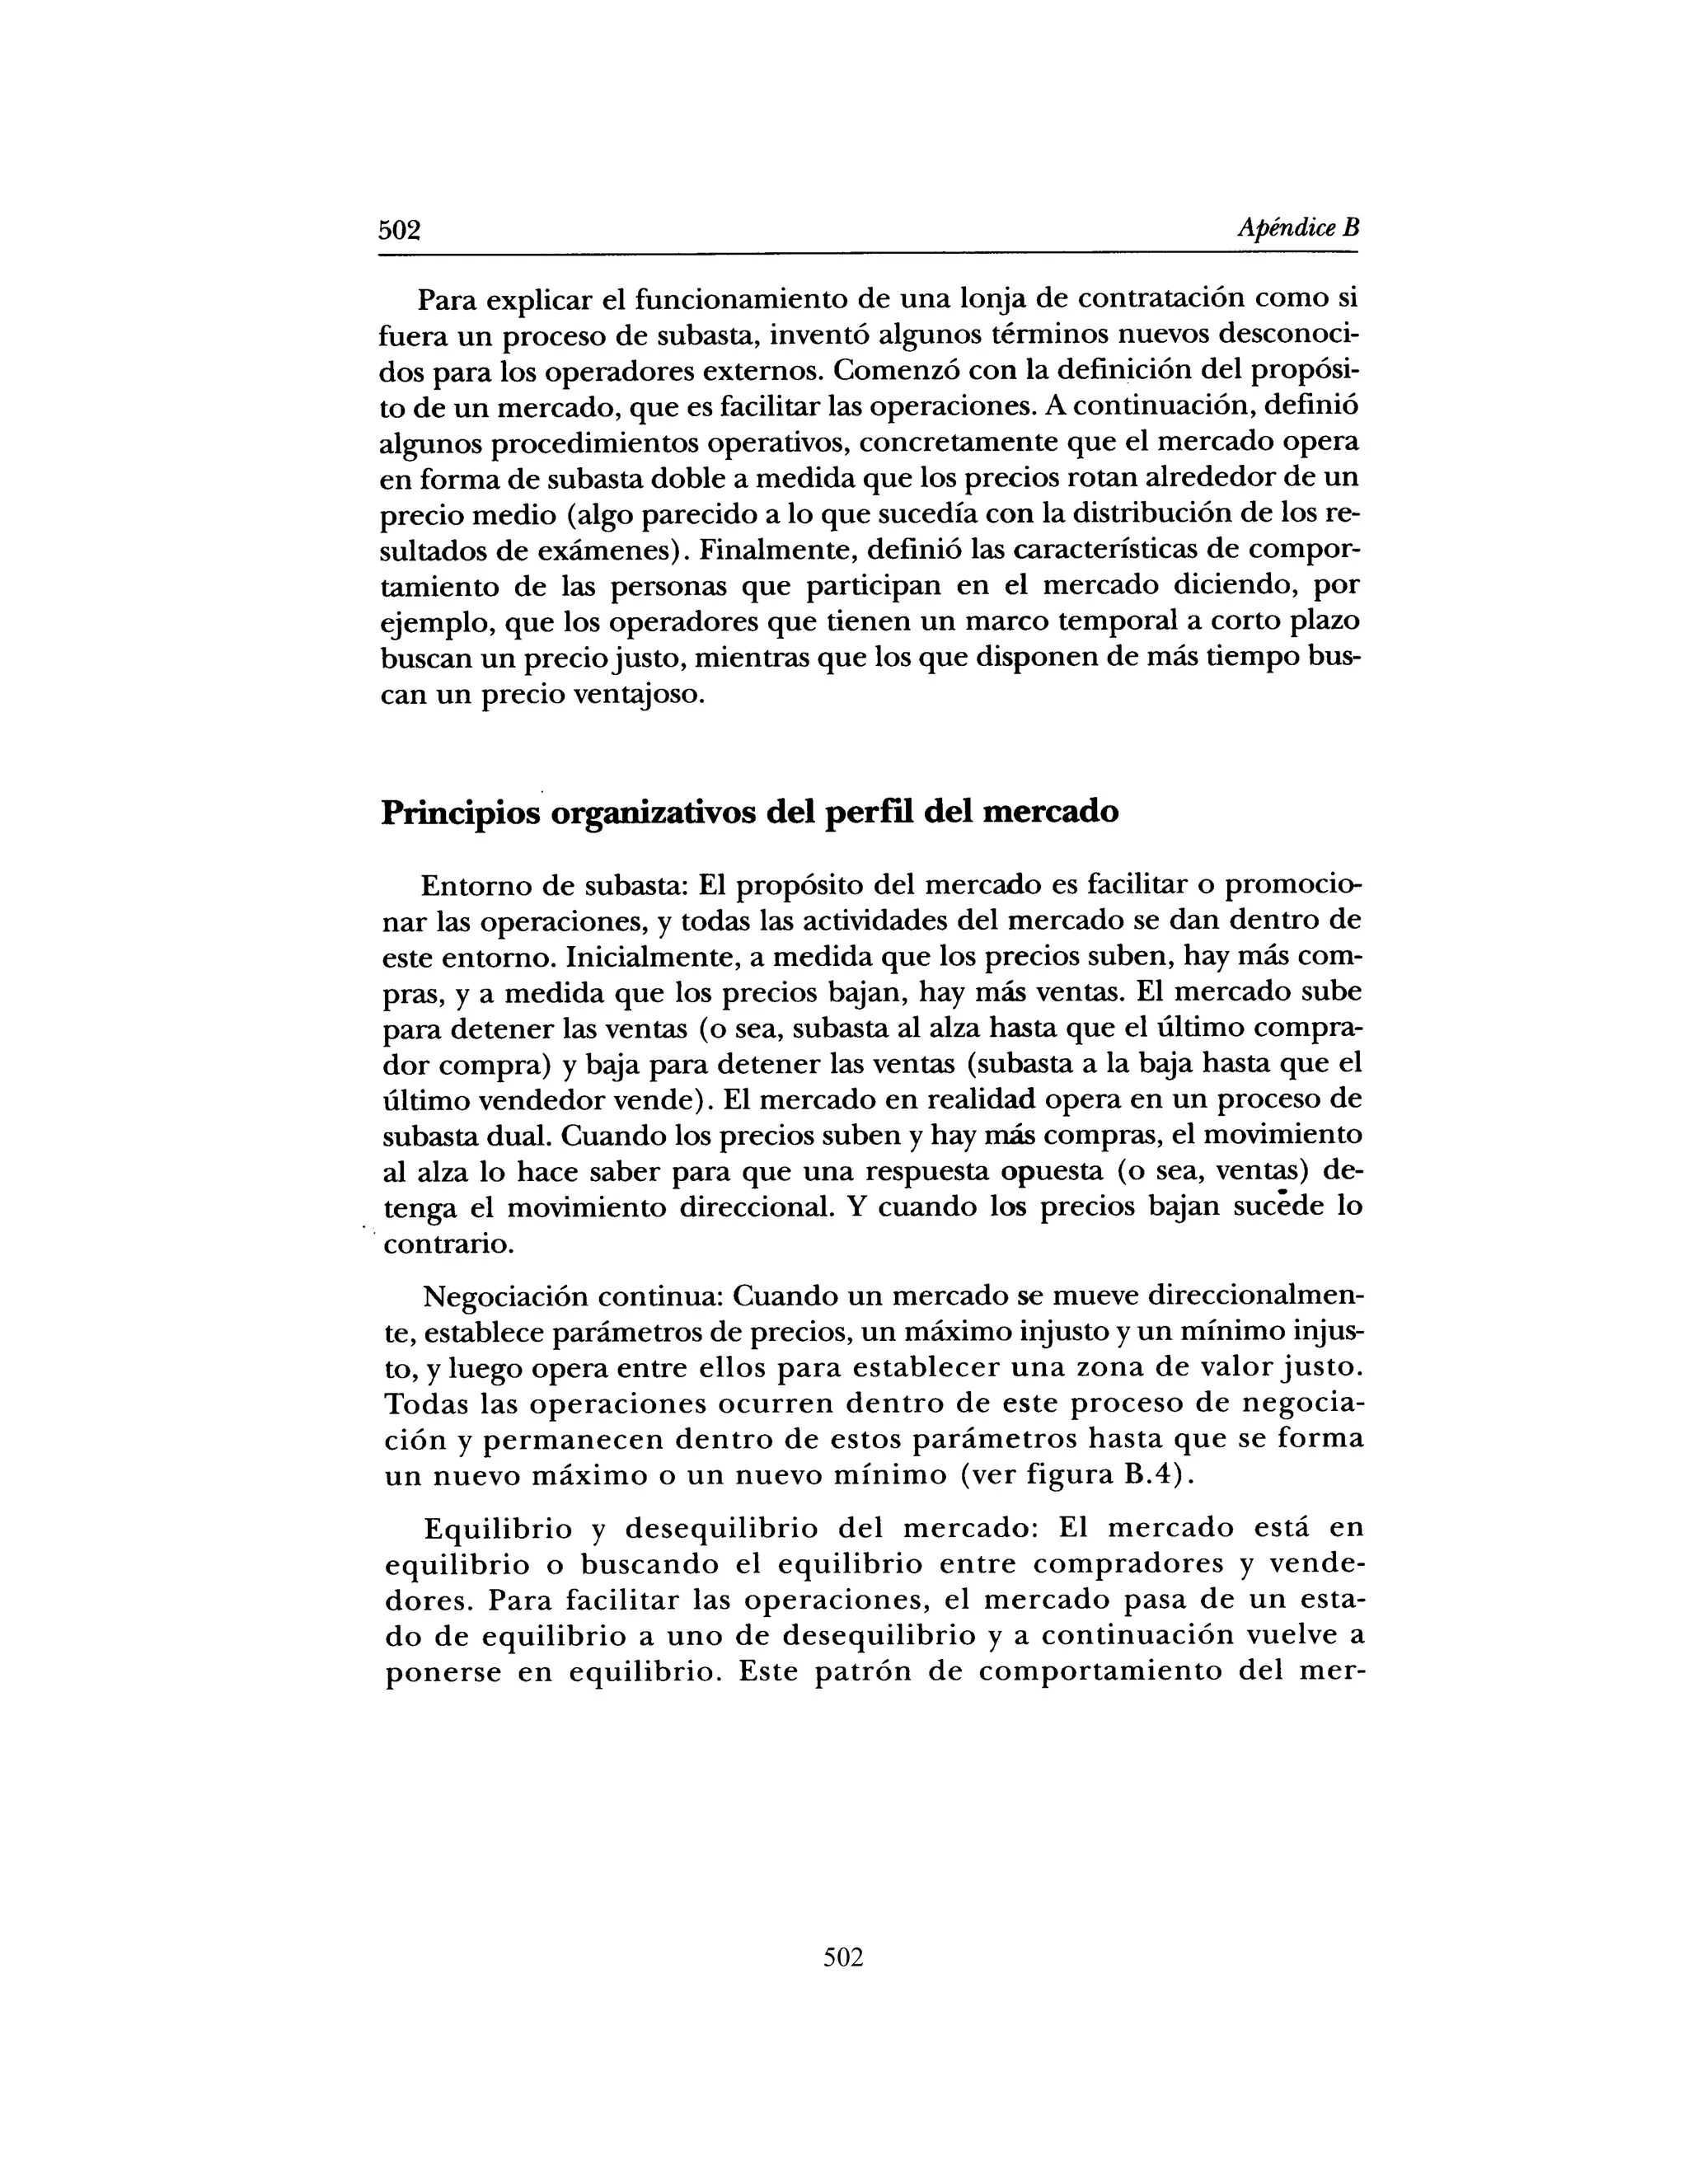 502 Apéndice B
Para explicar el funcionamiento de una lonja de contratación como si
fuera un proceso de subasta, inventó algunos términos nuevos desconoci-
dos para los operadores externos. Comenzó con la definición del propósi-
to de un mercado, que es facilitar las operaciones. A continuación, definió
algunos procedimientos operativos, concretamente que el mercado opera
en forma de subasta doble a medida que los precios rotan alrededor de un
precio medio (algo parecido a lo que sucedía con la distribución de los re-
sultados de exámenes). Finalmente, definió las características de compor-
tamiento de las personas que participan en el mercado diciendo, por
ejemplo, que los operadores que tienen un marco temporal a corto plazo
buscan un precio justo, mientras que los que disponen de más tiempo bus-
can un precio ventajoso.
Principios organizativos del perfil del mercado
Entorno de subasta: El propósito del mercado es facilitar o promocio-
nar las operaciones, y todas las actividades del mercado se dan dentro de
este entorno. Inicialmente, a medida que los precios suben, hay más com-
pras, y a medida que los precios bajan, hay más ventas. El mercado sube
para detener las ventas (o sea, subasta al alza hasta que el último compra-
dor compra) y baja para detener las ventas (subasta a la baja hasta que el
último vendedor vende). El mercado en realidad opera en un proceso de
subasta dual. Cuando los precios suben y hay más compras, el movimiento
al alza lo hace saber para que una respuesta opuesta (o sea, ventas) de-
tenga el movimiento direccional. Y cuando los precios bajan sucede lo
contrario.
Negociación continua: Cuando un mercado se mueve direccionalmen-
te, establece parámetros de precios, un máximo injusto y un mínimo injus-
to, y luego opera entre ellos para establecer una zona de valor justo.
Todas las operaciones ocurren dentro de este proceso de negocia-
ción y permanecen dentro de estos parámetros hasta que se forma
un nuevo máximo o un nuevo mínimo (ver figura B.4).
Equilibrio y desequilibrio del mercado: El mercado está en
equilibrio o buscando el equilibrio entre compradores y vende-
dores. Para facilitar las operaciones, el mercado pasa de un esta-
do de equilibrio a uno de desequilibrio y a continuación vuelve a
ponerse en equilibrio. Este patrón de comportamiento del mer-
502